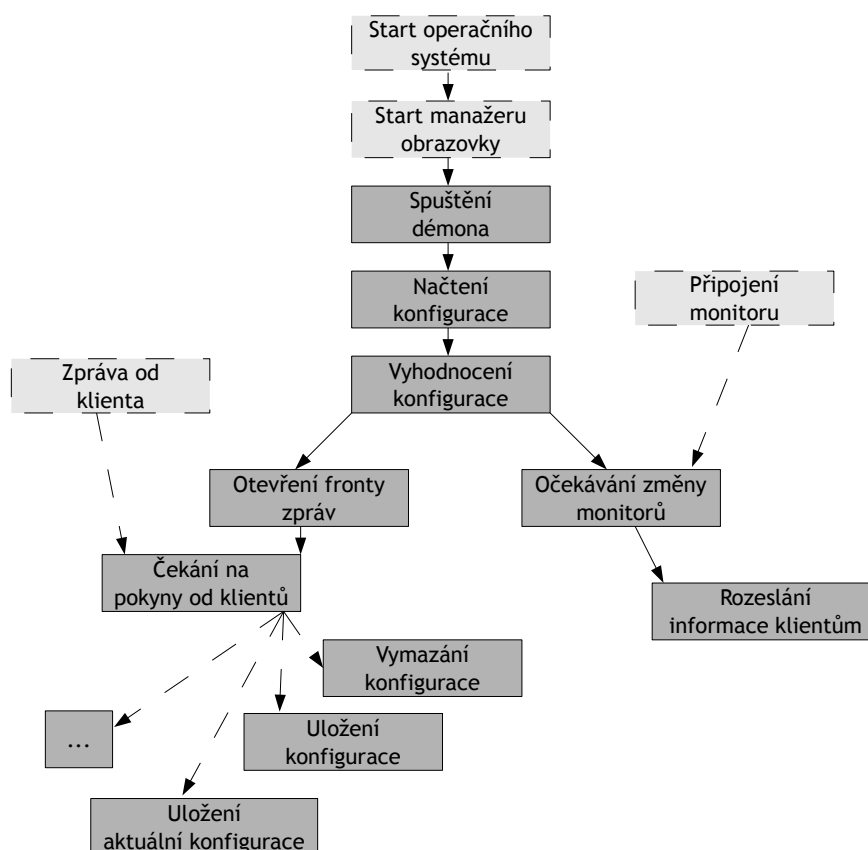 Start operačního
systému
Start manažeru
obrazovky
Spuštění
démona
Načtení
konfigurace
Připojení
monitoru
Vyhodnocení
konfigurace
Zpráva od
klienta
Otevření fronty
zpráv
Očekávání změny
monitorů
Čekání na
pokyny od klientů
Rozeslání
informace klientům
Vymazání
konfigurace
...
Uložení
konfigurace
Uložení
aktuální konfigurace